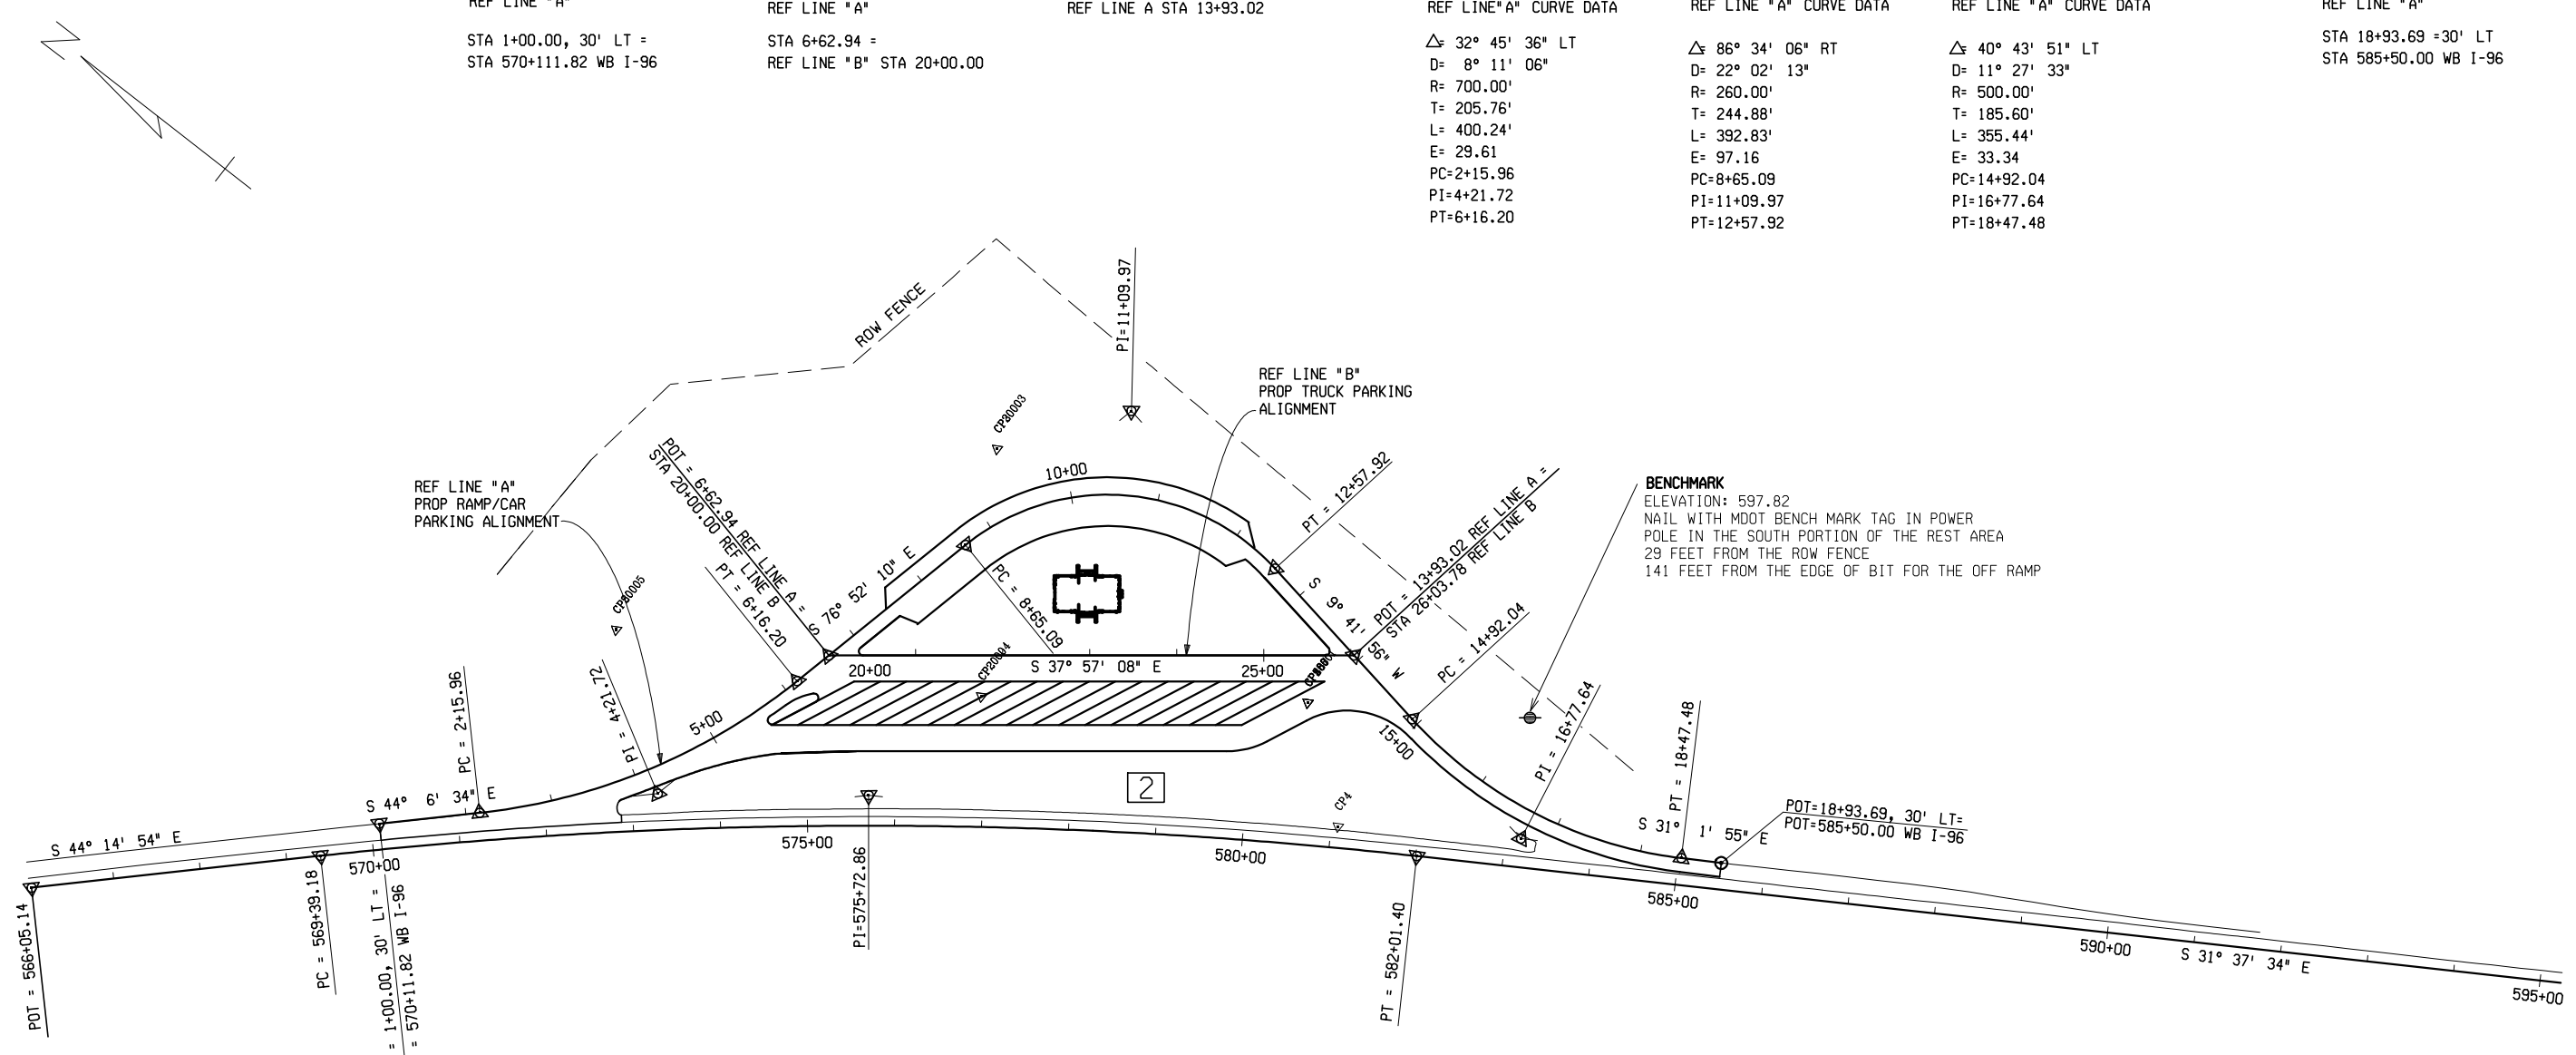 REF LINE "A"
STA 1+00.00, 30' LT =
STA 570+111.82 WB I-96
REF LINE "A"
STA 6+62.94 =
REF LINE "B" STA 20+00.00
REF LINE A STA 13+93.02
REF LINE"A" CURVE DATA
△= 32° 45' 36" LT
D= 8° 11' 06"
R= 700.00'
T= 205.76'
L= 400.24'
E= 29.61
PC=2+15.96
PI=4+21.72
PT=6+16.20
REF LINE "A" CURVE DATA
△= 86° 34' 06" RT
D= 22° 02' 13"
R= 260.00'
T= 244.88'
L= 392.83'
E= 97.16
PC=8+65.09
PI=11+09.97
PT=12+57.92
REF LINE "A" CURVE DATA
△= 40° 43' 51" LT
D= 11° 27' 33"
R= 500.00'
T= 185.60'
L= 355.44'
E= 33.34
PC=14+92.04
PI=16+77.64
PT=18+47.48
REF LINE "A"
STA 18+93.69 =30' LT
STA 585+50.00 WB I-96
N
ROW FENCE
PI=11+09.97
REF LINE "B"
PROP TRUCK PARKING
ALIGNMENT
REF LINE "A"
PROP RAMP/CAR
PARKING ALIGNMENT
POT = 6+62.94 REF LINE A =
STA 20+00.00 REF LINE B
PT = 6+16.20
S 76° 52' 10" E
PC = 8+65.09
10+00
PT = 12+57.92
S 9° 41' 56" W
POT = 13+93.02 REF LINE A =
STA 26+03.78 REF LINE B
PC = 14+92.04
BENCHMARK
ELEVATION: 597.82
NAIL WITH MDOT BENCH MARK TAG IN POWER
POLE IN THE SOUTH PORTION OF THE REST AREA
29 FEET FROM THE ROW FENCE
141 FEET FROM THE EDGE OF BIT FOR THE OFF RAMP
20+00
CP20004
S 37° 57' 08" E
25+00
PC = 2+15.96
PI = 4+21.72
5+00
15+00
PI = 16+77.64
PT = 18+47.48
2
CP4
S 44° 6' 34" E
S 44° 14' 54" E
S 31° 1' 55" E
POT=18+93.69, 30' LT=
POT=585+50.00 WB I-96
570+00
575+00
580+00
585+00
590+00
S 31° 37' 34" E
595+00
POT = 566+05.14
PC = 569+39.18
= 1+00.00, 30' LT =
= 570+11.82 WB I-96
PI=575+72.86
PT = 582+01.40